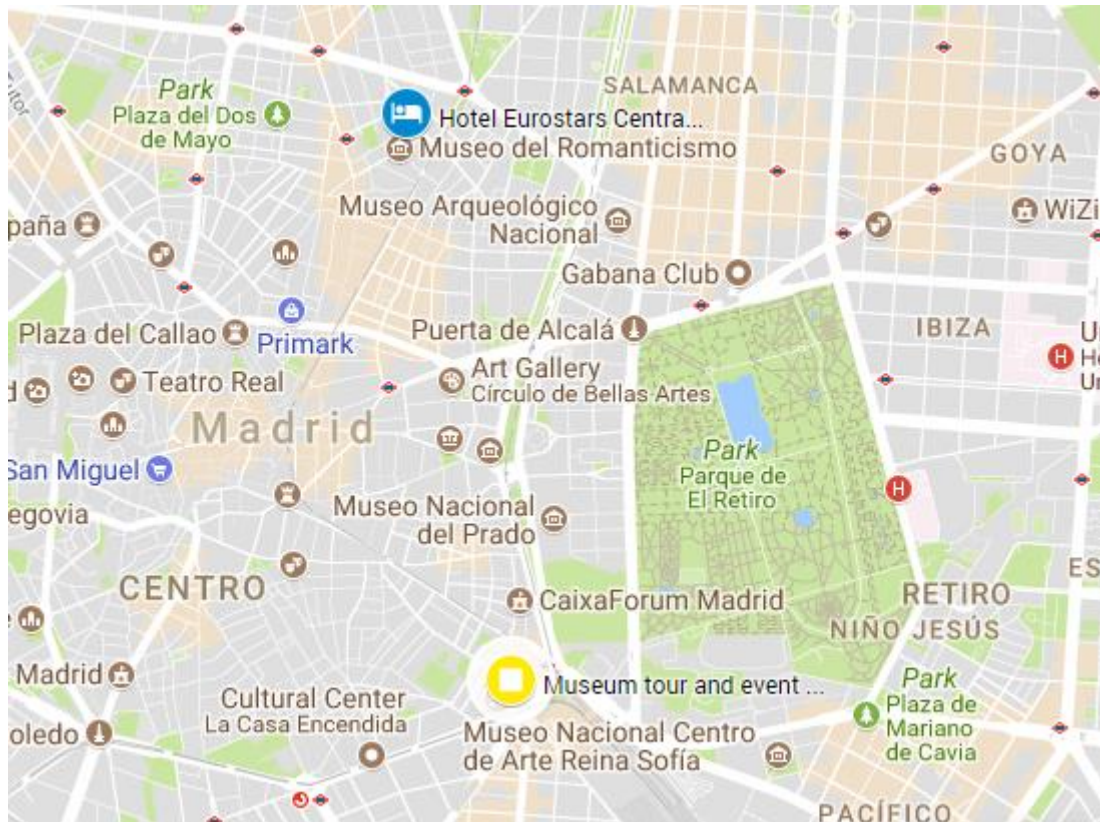 SALAMANCA
Park
Plaza del Dos
de Mayo
Hotel Eurostars Centra...
Museo del Romanticismo
GOYA
Museo Arqueológico
Nacional
WiZi
paña
Gabana Club
Plaza del Callao
Primark
Puerta de Alcalá
IBIZA
Teatro Real
Art Gallery
Círculo de Bellas Artes
H
Madrid
Park
Parque de
El Retiro
San Miguel
H
egovia
Museo Nacional
del Prado
CENTRO
CaixaForum Madrid
ES
RETIRO
NIÑO JESÚS
Madrid
Museum tour and event ...
Cultural Center
La Casa Encendida
Park
Plaza de
Mariano
de Cavia
oledo
Museo Nacional Centro
de Arte Reina Sofía
PACÍFICO